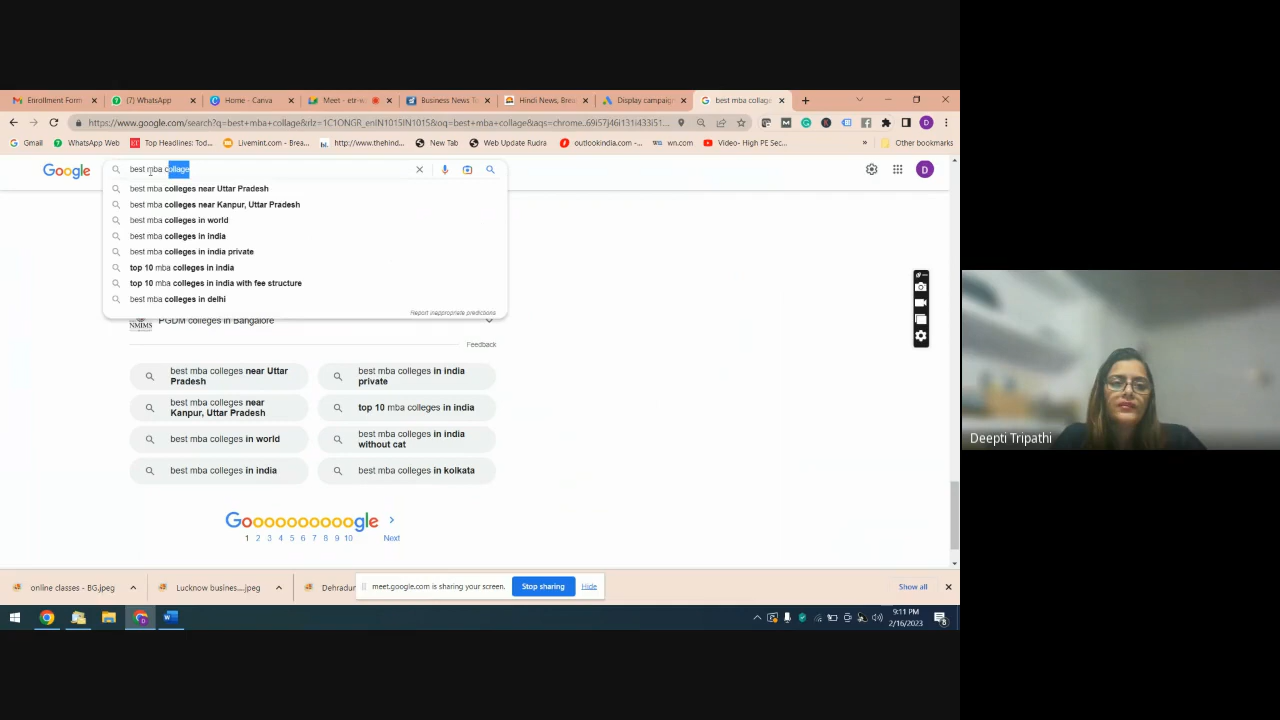 Enrollment Form
(7) WhatsApp
Home - Canva
Meet - etr-w
Business News T
Hindi News, Brea
Display campaign
best mba collage
https://www.google.com/search?q=best+mba+collage&rlz=1C1ONGR_enIN1015IN1015&oq=best+mba+collage&aqs=chrome..69i57j46i131i433i51...
Gmail
WhatsApp Web
Top Headlines: Tod...
Livemint.com - Brea...
http://www.thehind...
New Tab
Web Update Rudra
outlookindia.com -...
wn.com
Video- High PE Sec...
»
Other bookmarks
Google
best mba collage
D
best mba colleges near Uttar Pradesh
best mba colleges near Kanpur, Uttar Pradesh
best mba colleges in world
best mba colleges in india
best mba colleges in india private
top 10 mba colleges in india
top 10 mba colleges in india with fee structure
best mba colleges in delhi
Report inappropriate predictions
NMIMS
PGDM colleges in Bangalore
Feedback
best mba colleges near Uttar
Pradesh
best mba colleges in india
private
best mba colleges near
Kanpur, Uttar Pradesh
top 10 mba colleges in india
best mba colleges in world
best mba colleges in india
without cat
best mba colleges in india
best mba colleges in kolkata
Goooooooooogle
1 2 3 4 5 6 7 8 9 10 Next
online classes - BG.jpeg
Lucknow busines....jpeg
Dehradur
meet.google.com is sharing your screen.
Stop sharing
Hide
Show all
9:11 PM
2/16/2023
Deepti Tripathi